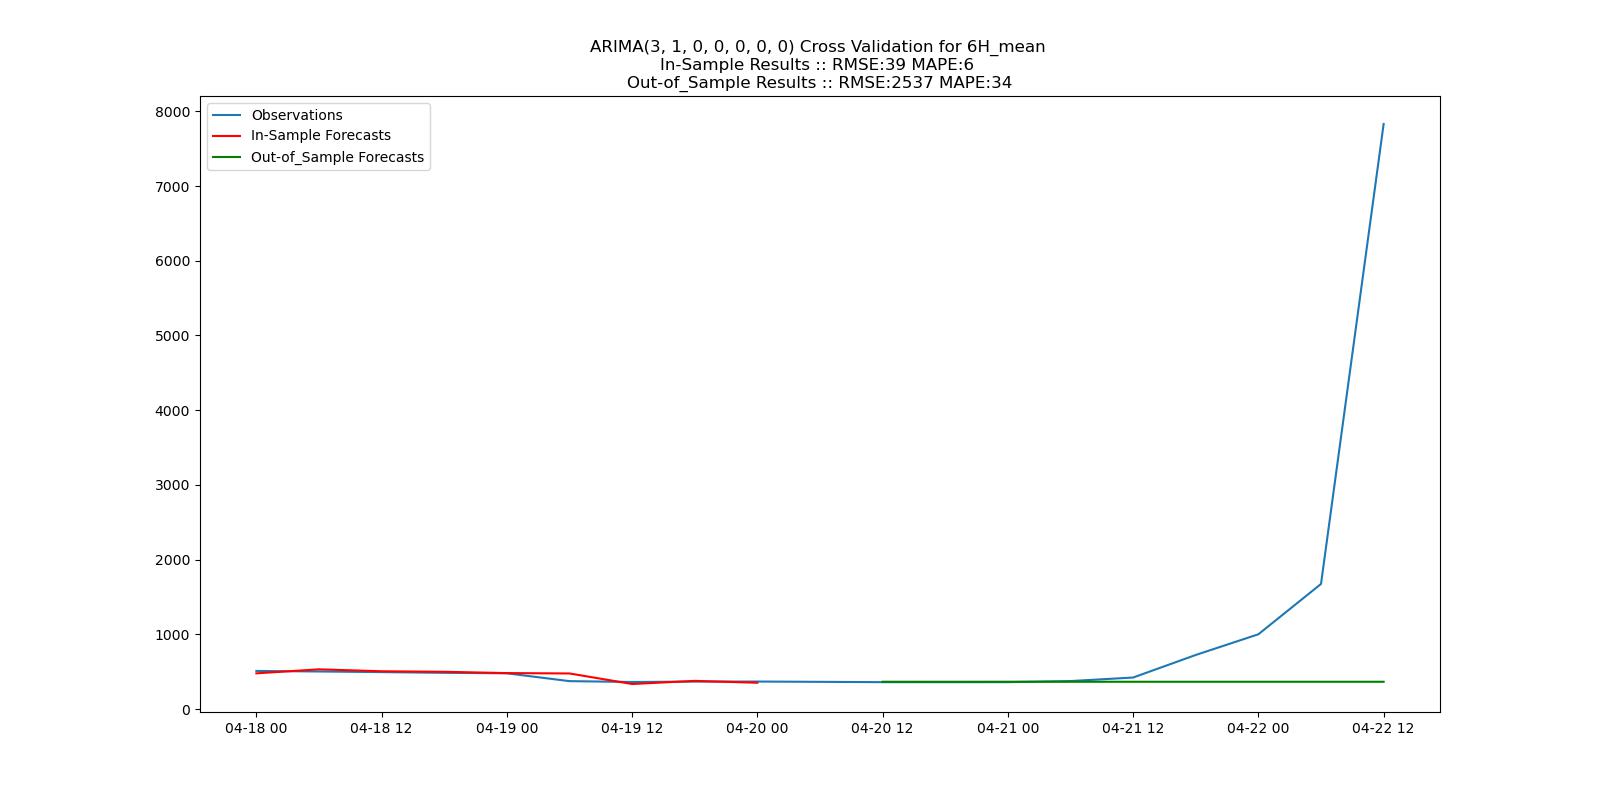 ARIMA(3, 1, 0, 0, 0, 0, 0) Cross Validation for 6H_mean
In-Sample Results :: RMSE:39 MAPE:6
Out-of_Sample Results :: RMSE:2537 MAPE:34
Observations
In-Sample Forecasts
Out-of_Sample Forecasts
8000
7000
6000
5000
4000
3000
2000
1000
0
04-18 00 04-18 12 04-19 00 04-19 12 04-20 00 04-20 12 04-21 00 04-21 12 04-22 00 04-22 12